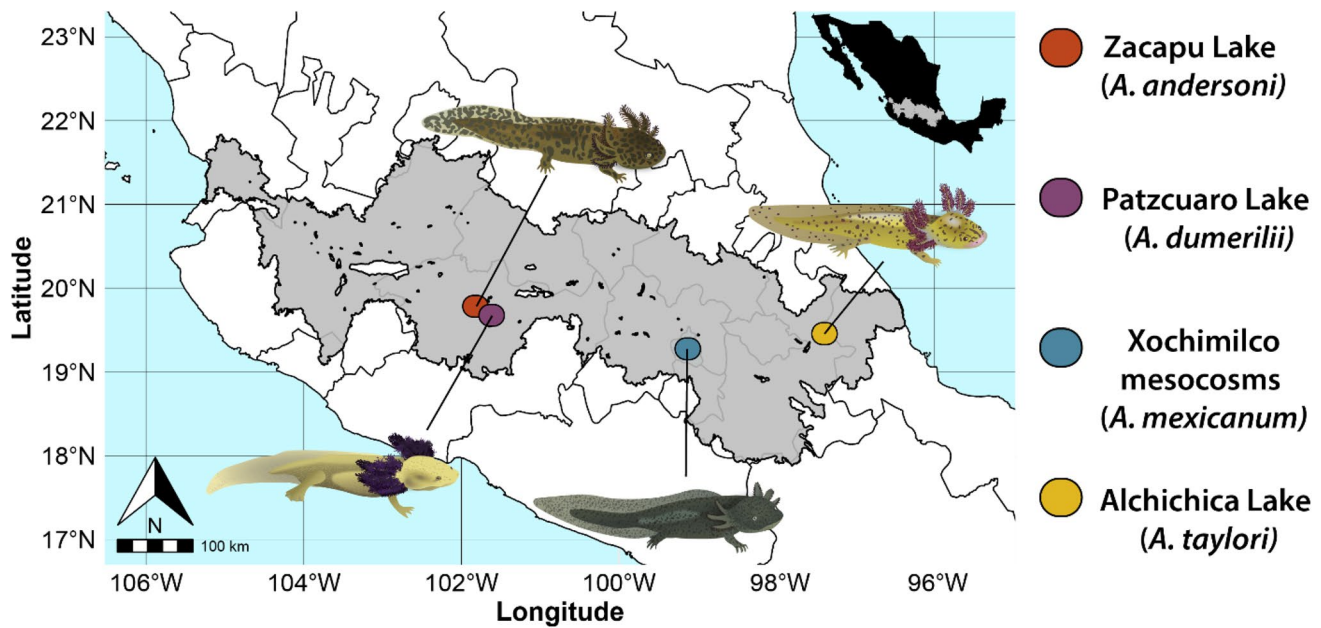 23°N
22°N
21°N
20°N
19°N
18°N
17°N
Latitude
N
100 km
106°W
104°W
102°W
100°W
98°W
96°W
Longitude
Zacapu Lake
(A. andersoni)
Patzcuaro Lake
(A. dumerilii)
Xochimilco
mesocosms
(A. mexicanum)
Alchichica Lake
(A. taylori)